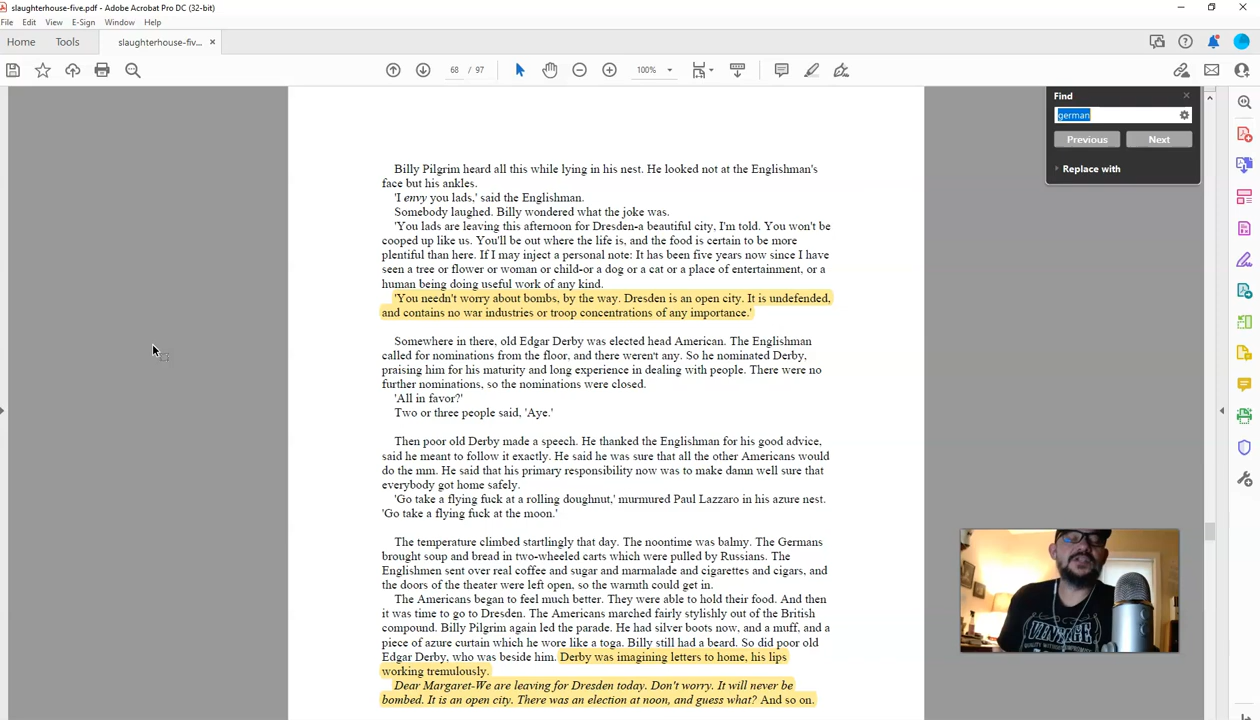 slaughterhouse-five.pdf - Adobe Acrobat Pro DC (32-bit)
File Edit View E-Sign Window Help
Home Tools slaughterhouse-fiv... ×
68 / 97 100%
Find
german
Previous Next
Replace with
Billy Pilgrim heard all this while lying in his nest. He looked not at the Englishman's
face but his ankles.
'I envy you lads,' said the Englishman.
Somebody laughed. Billy wondered what the joke was.
'You lads are leaving this afternoon for Dresden-a beautiful city, I'm told. You won't be
cooped up like us. You'll be out where the life is, and the food is certain to be more
plentiful than here. If I may inject a personal note: It has been five years now since I have
seen a tree or flower or woman or child-or a dog or a cat or a place of entertainment, or a
human being doing useful work of any kind.
'You needn't worry about bombs, by the way. Dresden is an open city. It is undefended,
and contains no war industries or troop concentrations of any importance.'
Somewhere in there, old Edgar Derby was elected head American. The Englishman
called for nominations from the floor, and there weren't any. So he nominated Derby,
praising him for his maturity and long experience in dealing with people. There were no
further nominations, so the nominations were closed.
'All in favor?'
Two or three people said, 'Aye.'
Then poor old Derby made a speech. He thanked the Englishman for his good advice,
said he meant to follow it exactly. He said he was sure that all the other Americans would
do the mm. He said that his primary responsibility now was to make damn well sure that
everybody got home safely.
'Go take a flying fuck at a rolling doughnut,' murmured Paul Lazzaro in his azure nest.
'Go take a flying fuck at the moon.'
The temperature climbed startlingly that day. The noontime was balmy. The Germans
brought soup and bread in two-wheeled carts which were pulled by Russians. The
Englishmen sent over real coffee and sugar and marmalade and cigarettes and cigars, and
the doors of the theater were left open, so the warmth could get in.
The Americans began to feel much better. They were able to hold their food. And then
it was time to go to Dresden. The Americans marched fairly stylishly out of the British
compound. Billy Pilgrim again led the parade. He had silver boots now, and a muff, and a
piece of azure curtain which he wore like a toga. Billy still had a beard. So did poor old
Edgar Derby, who was beside him. Derby was imagining letters to home, his lips
working tremulously.
Dear Margaret-We are leaving for Dresden today. Don't worry. It will never be
bombed. It is an open city. There was an election at noon, and guess what? And so on.
VINTAGE